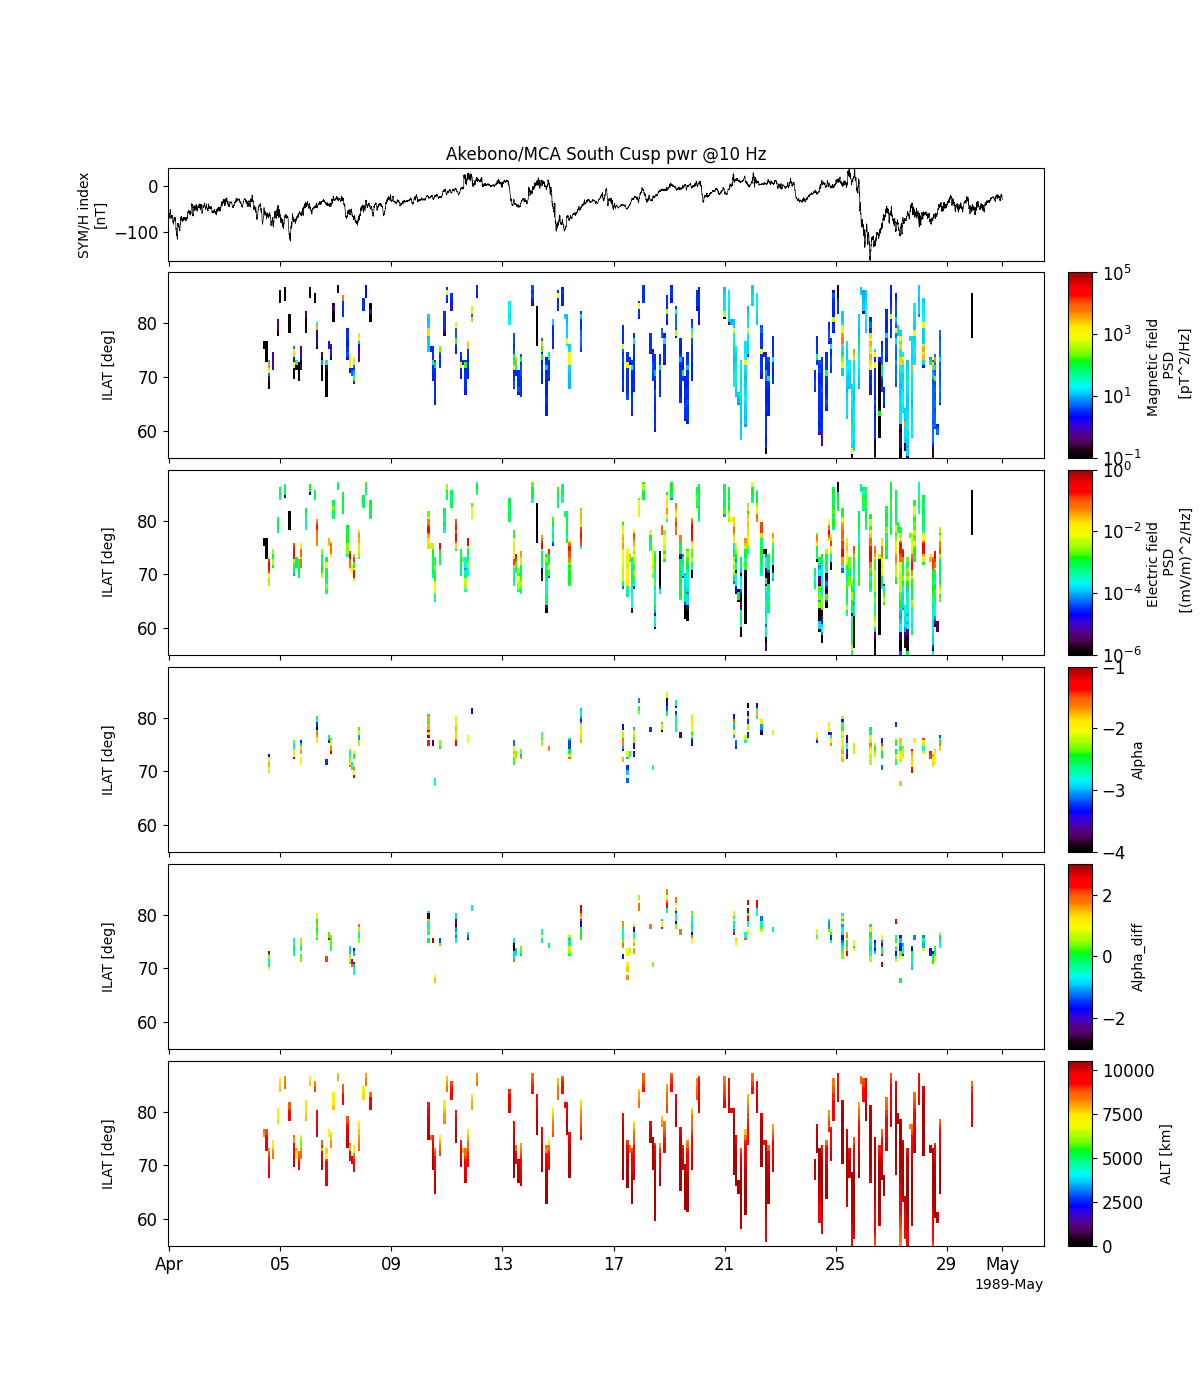 Akebono/MCA South Cusp pwr @10 Hz
SYM/H index
[nT]
0
−100
ILAT [deg]
80
70
60
10^5
10^3
10^1
10^−1
Magnetic field
PSD
[pT^2/Hz]
ILAT [deg]
80
70
60
10^0
10^−2
10^−4
10^−6
Electric field
PSD
[(mV/m)^2/Hz]
ILAT [deg]
80
70
60
−1
−2
−3
−4
Alpha
ILAT [deg]
80
70
60
2
0
−2
Alpha_diff
ILAT [deg]
80
70
60
10000
7500
5000
2500
0
ALT [km]
Apr 05 09 13 17 21 25 29 May
1989-May